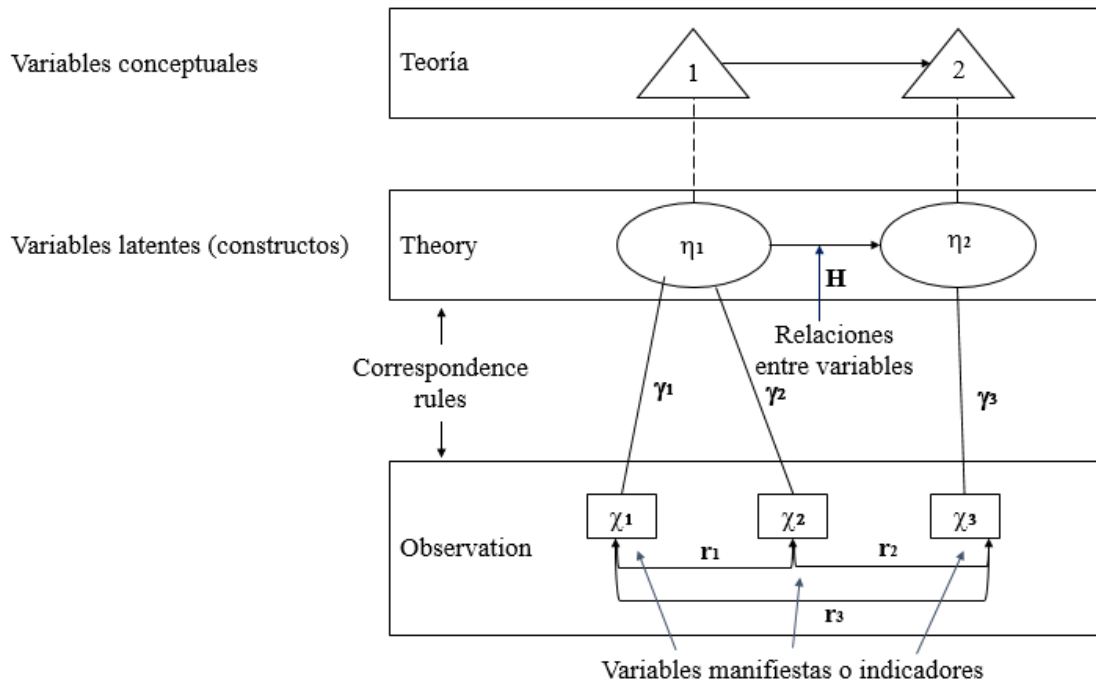 Variables conceptuales
Teoría
1
2
Variables latentes (constructos)
Theory
η1
η2
H
Relaciones
entre variables
Correspondence
rules
γ1
γ2
γ3
Observation
χ1
χ2
χ3
r1
r2
r3
Variables manifiestas o indicadores